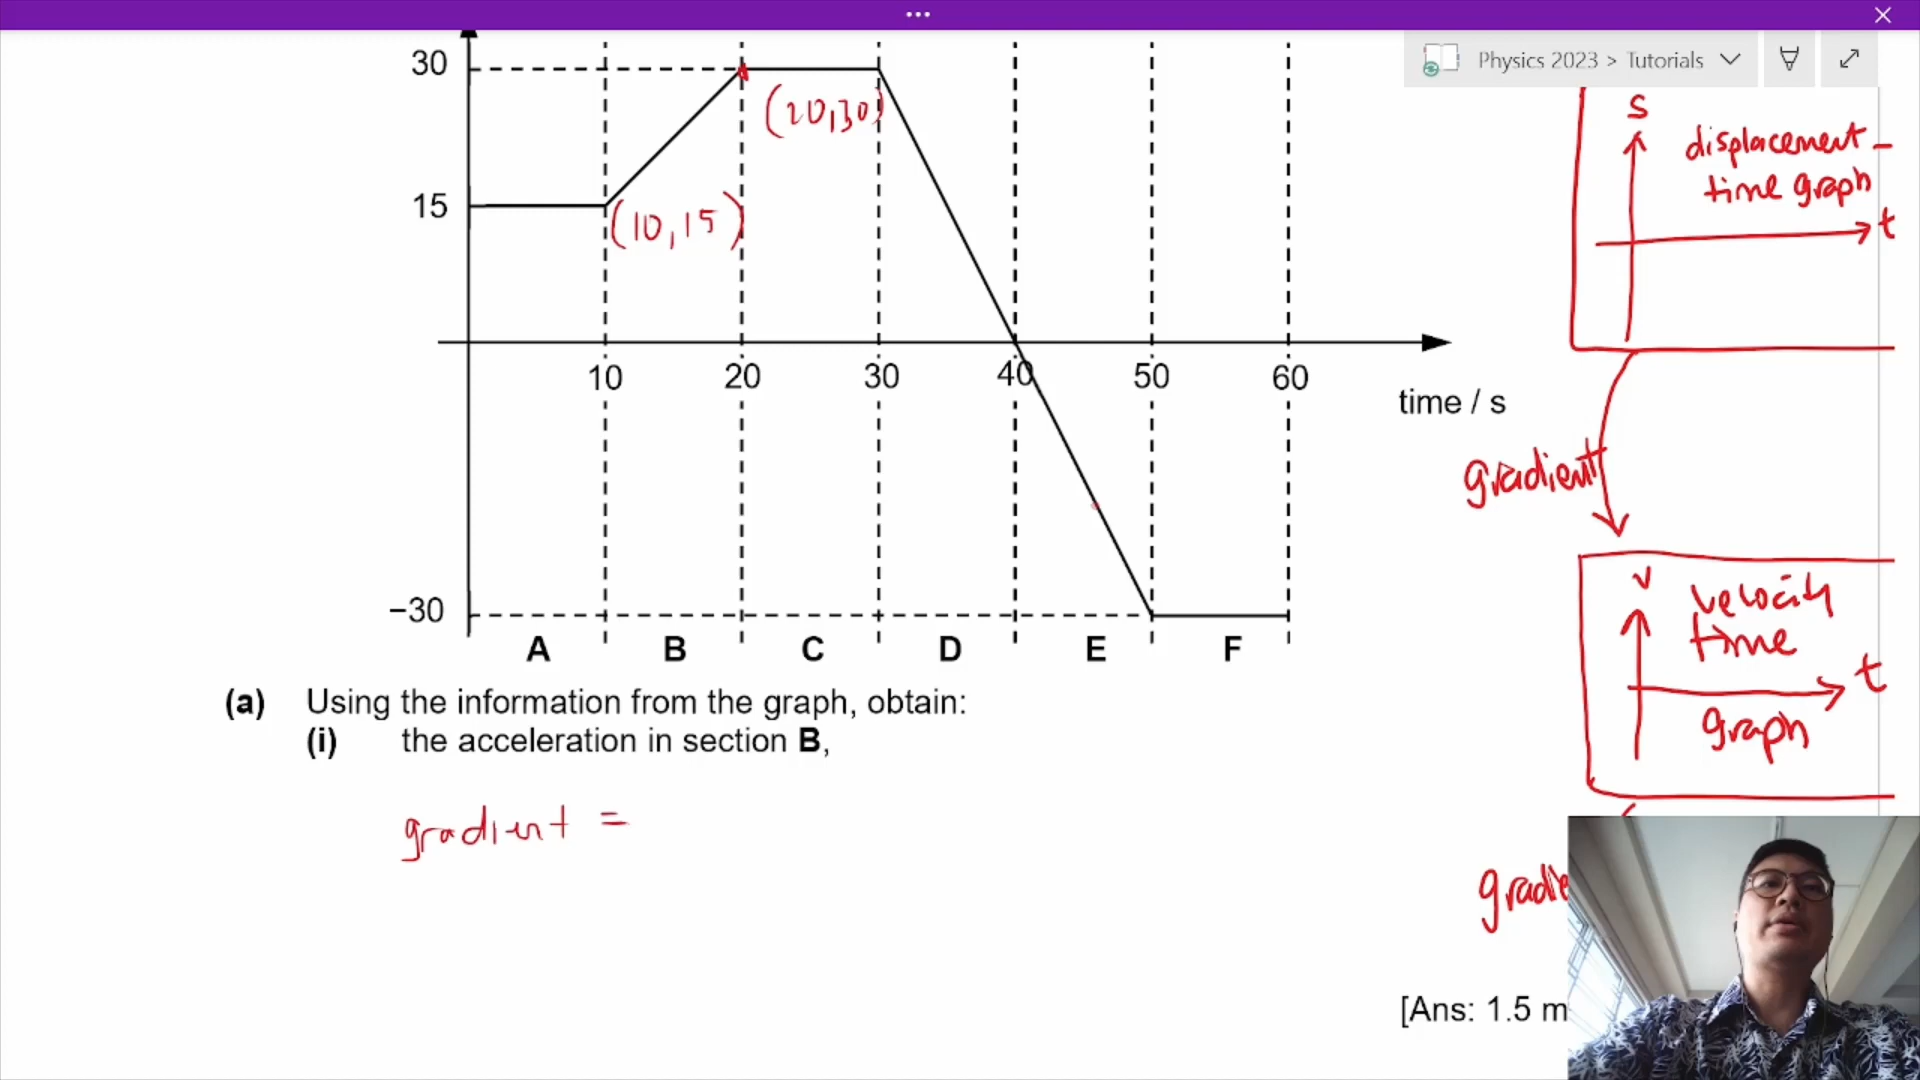 ...
Physics 2023 > Tutorials
30
(20,30)
15
(10,15)
10 20 30 40 50 60
time / s
−30
A B C D E F
(a) Using the information from the graph, obtain:
(i) the acceleration in section B,
gradient =
s
displacement-
time graph
t
gradient
v
velocity
time
t
graph
gradie
[Ans: 1.5 m